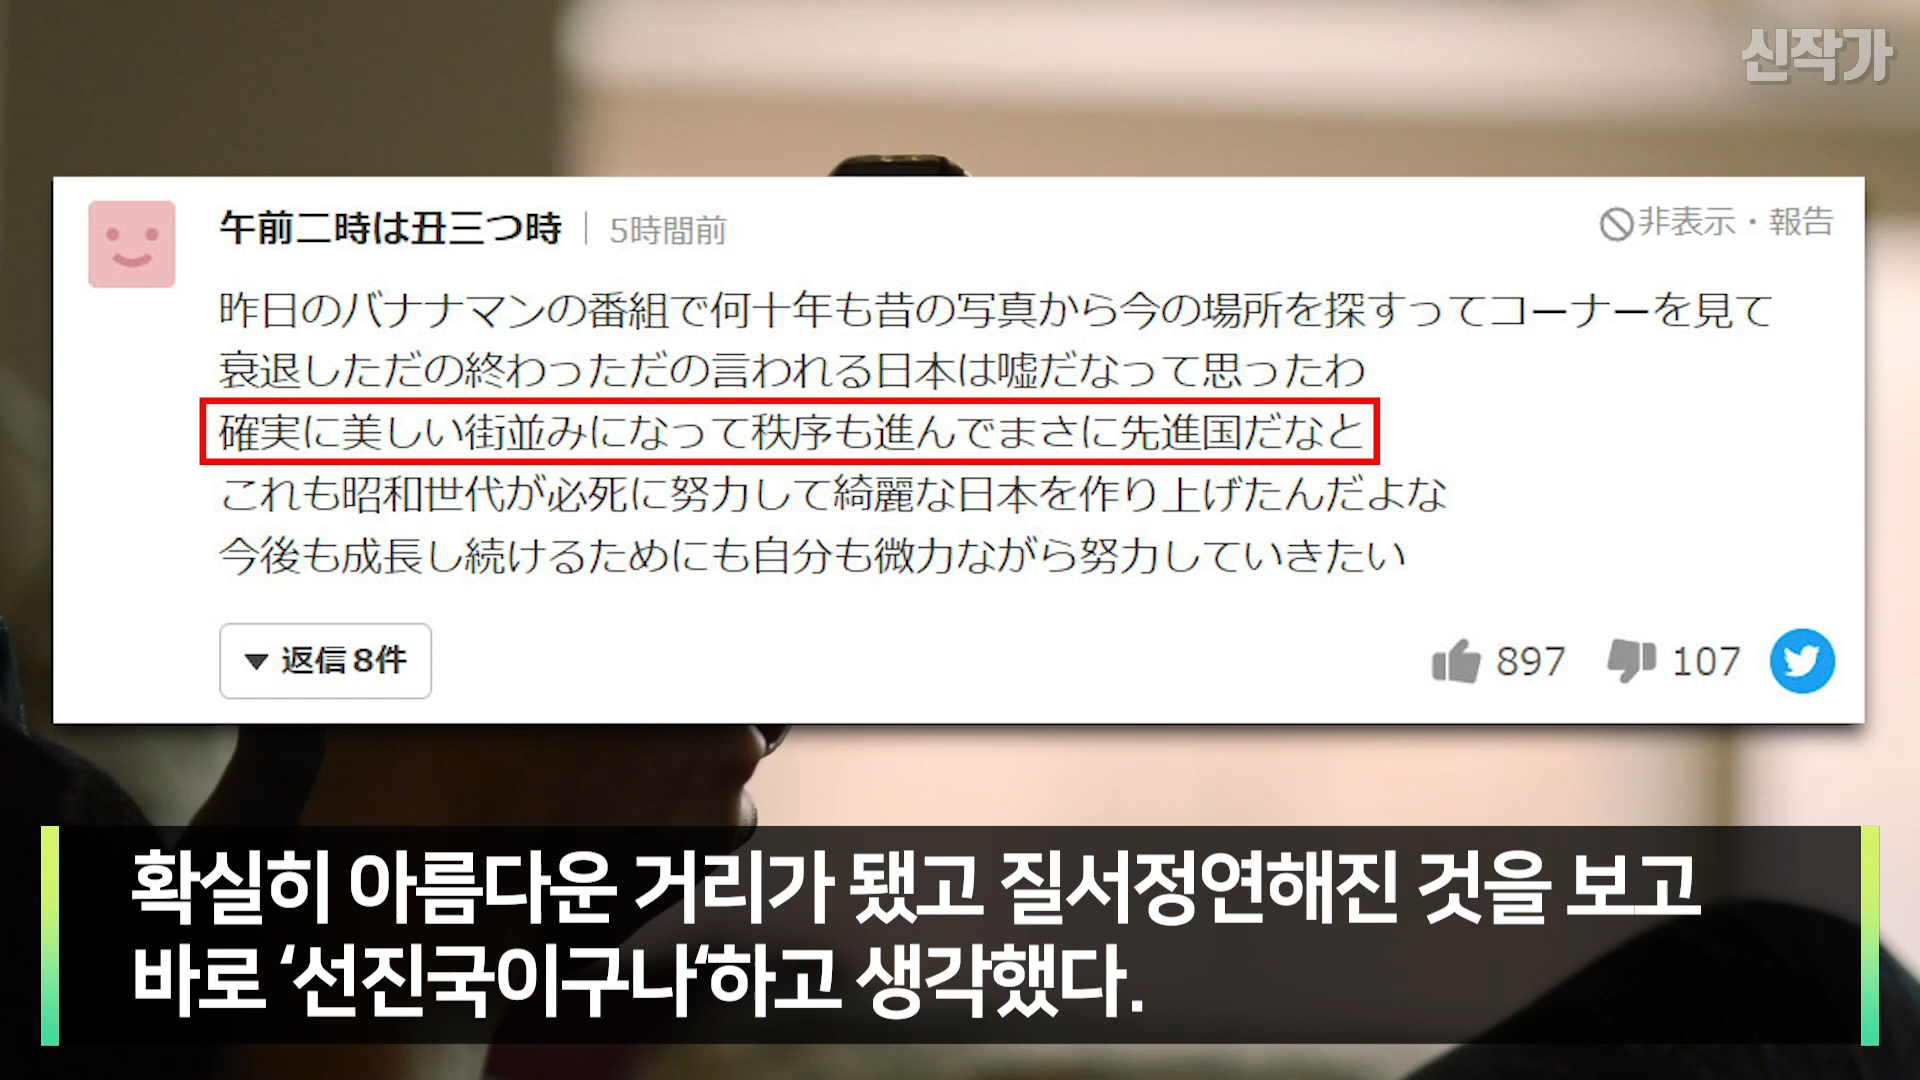 신작가
午前二時は丑三つ時 5時間前
非表示・報告
昨日のバナナマンの番組で何十年も昔の写真から今の場所を探すってコーナーを見て
衰退しただの終わっただの言われる日本は嘘だなって思ったわ
確実に美しい街並みになって秩序も進んでまさに先進国だなと
これも昭和世代が必死に努力して綺麗な日本を作り上げたんだよな
今後も成長し続けるためにも自分も微力ながら努力していきたい
返信8件
897 107
확실히 아름다운 거리가 됐고 질서정연해진 것을 보고
바로 ‘선진국이구나‘하고 생각했다.